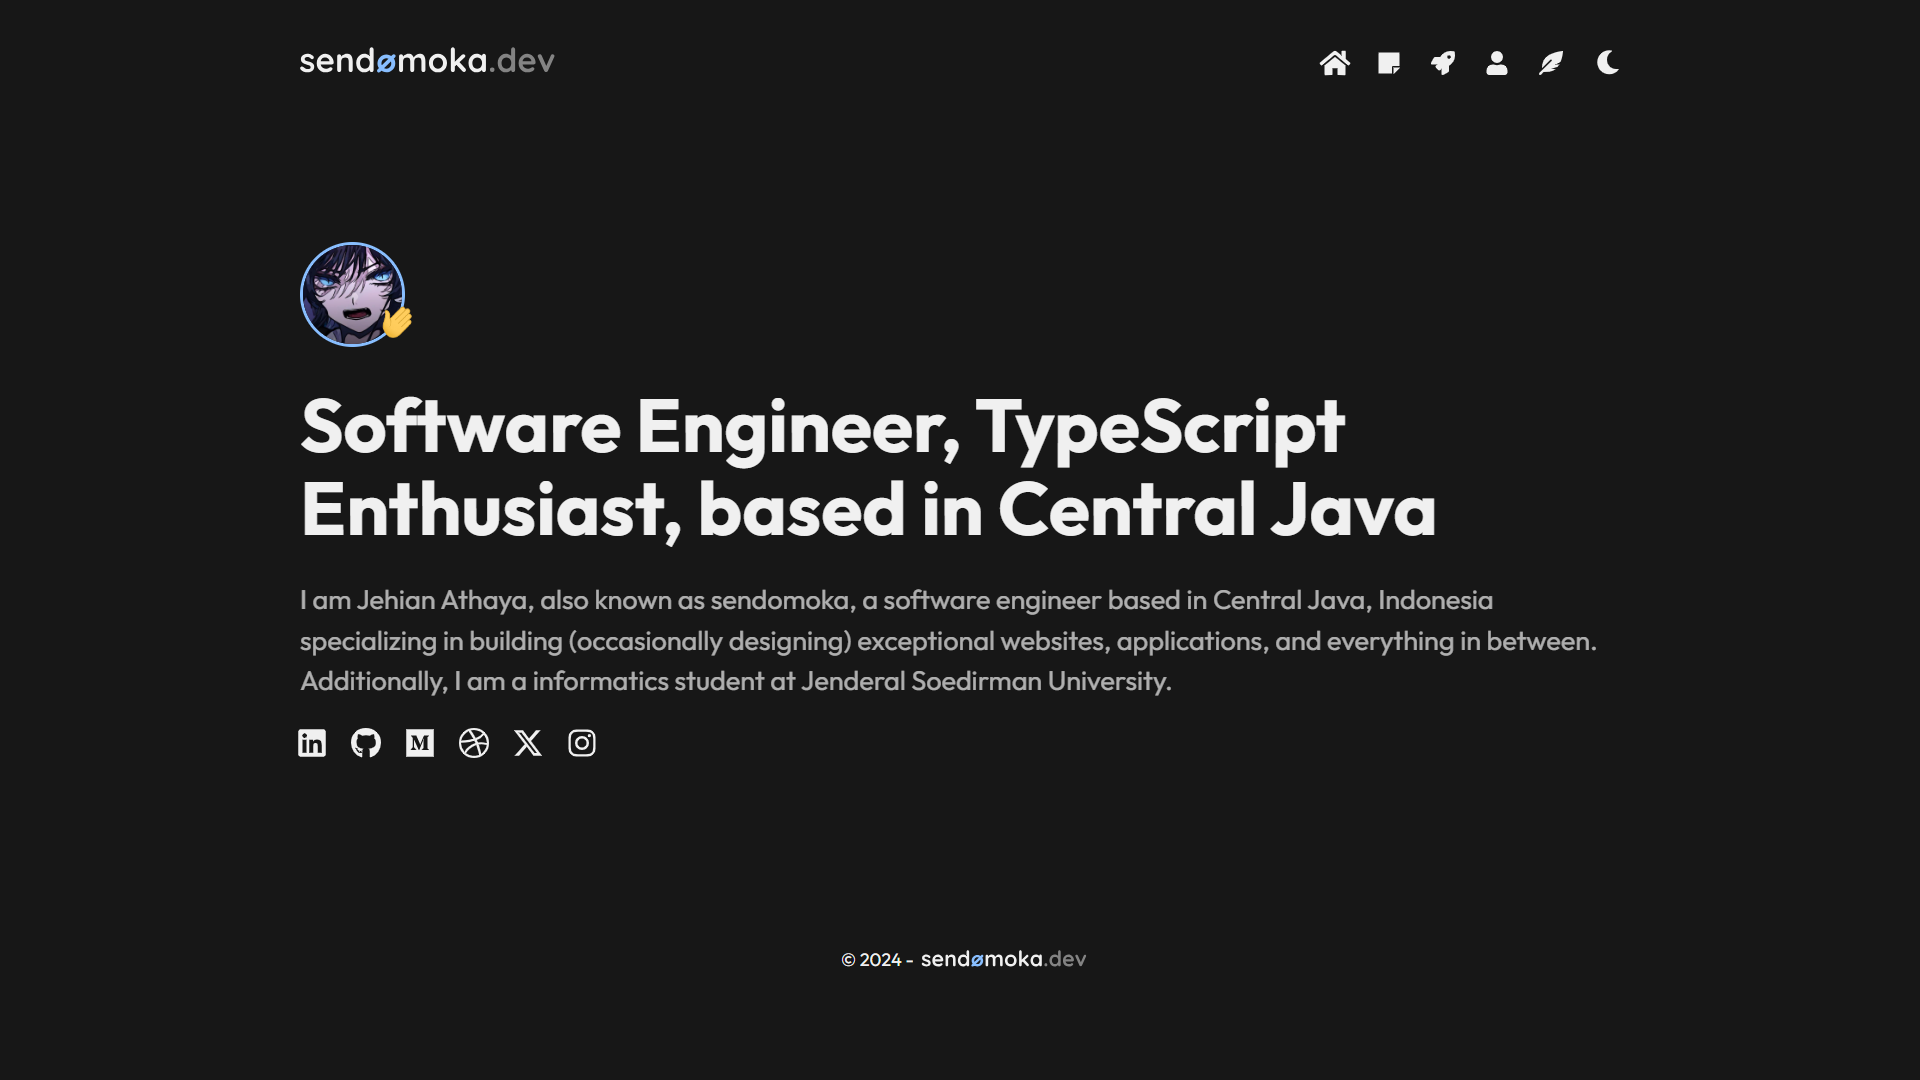 sendømoka.dev
Software Engineer, TypeScript
Enthusiast, based in Central Java
I am Jehian Athaya, also known as sendomoka, a software engineer based in Central Java, Indonesia
specializing in building (occasionally designing) exceptional websites, applications, and everything in between.
Additionally, I am a informatics student at Jenderal Soedirman University.
© 2024 - sendømoka.dev